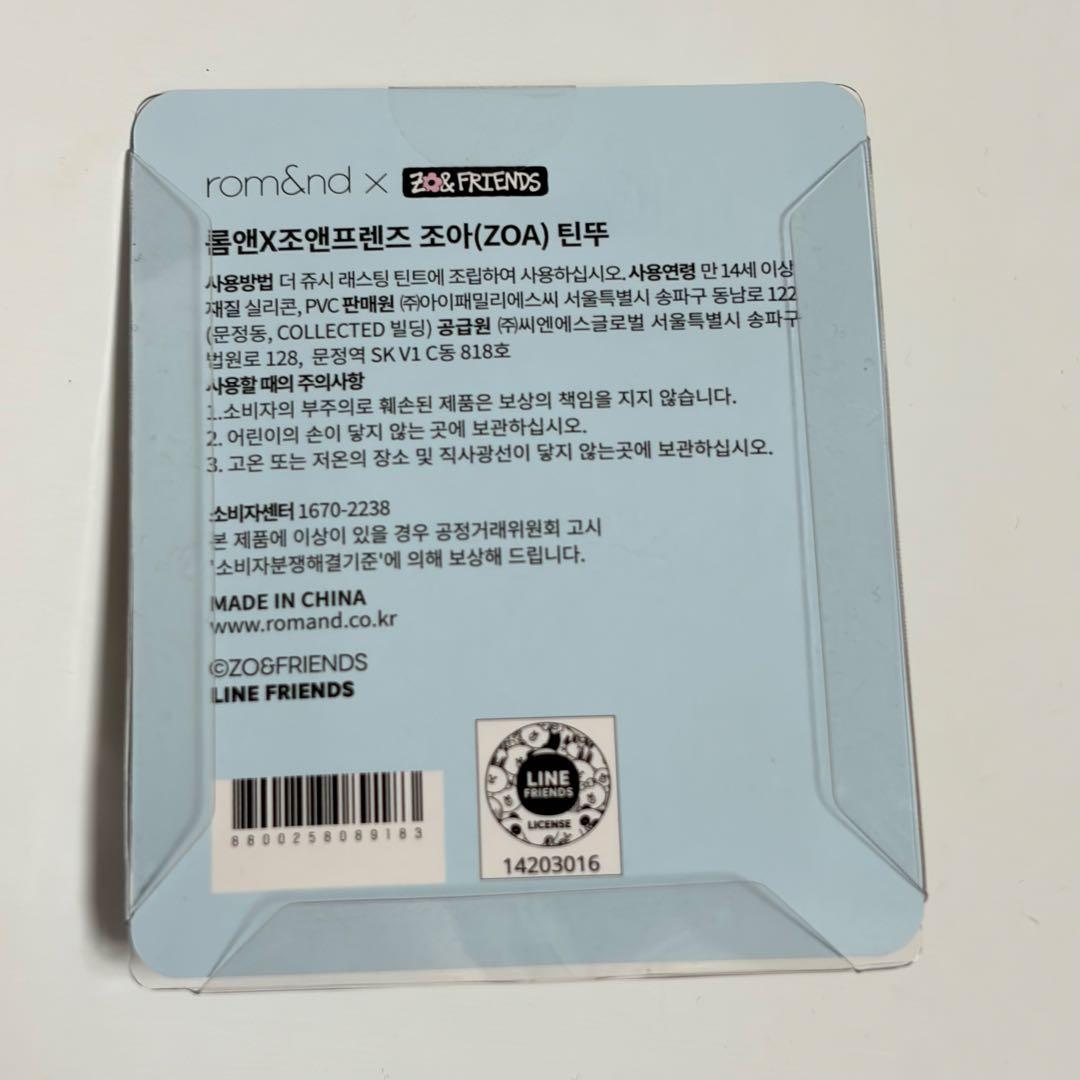 rom&nd × ZO&FRIENDS
롬앤X조앤프렌즈 조아(ZOA) 틴뚜
사용방법 더 쥬시 래스팅 틴트에 조립하여 사용하십시오. 사용연령 만 14세 이상
재질 실리콘, PVC 판매원 ㈜아이패밀리에스씨 서울특별시 송파구 동남로 122
(문정동, COLLECTED 빌딩) 공급원 ㈜씨엔에스글로벌 서울특별시 송파구
법원로 128, 문정역 SK V1 C동 818호
사용할 때의 주의사항
1.소비자의 부주의로 훼손된 제품은 보상의 책임을 지지 않습니다.
2. 어린이의 손이 닿지 않는 곳에 보관하십시오.
3. 고온 또는 저온의 장소 및 직사광선이 닿지 않는곳에 보관하십시오.
소비자센터 1670-2238
본 제품에 이상이 있을 경우 공정거래위원회 고시
'소비자분쟁해결기준'에 의해 보상해 드립니다.
MADE IN CHINA
www.romand.co.kr
©ZO&FRIENDS
LINE FRIENDS
8800258089183
LINE
FRIENDS
LICENSE
14203016